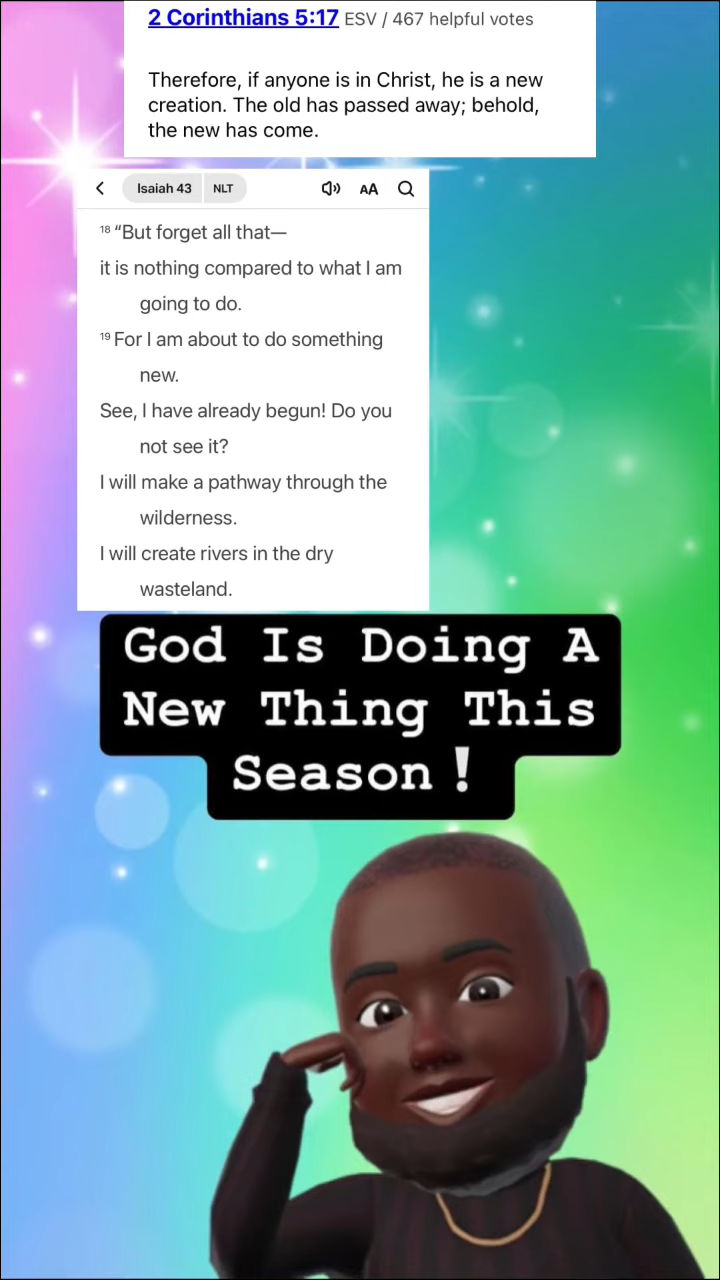 2 Corinthians 5:17 ESV / 467 helpful votes
Therefore, if anyone is in Christ, he is a new
creation. The old has passed away; behold,
the new has come.
Isaiah 43 NLT AA
18 “But forget all that—
it is nothing compared to what I am
going to do.
19 For I am about to do something
new.
See, I have already begun! Do you
not see it?
I will make a pathway through the
wilderness.
I will create rivers in the dry
wasteland.
God Is Doing A
New Thing This
Season❗